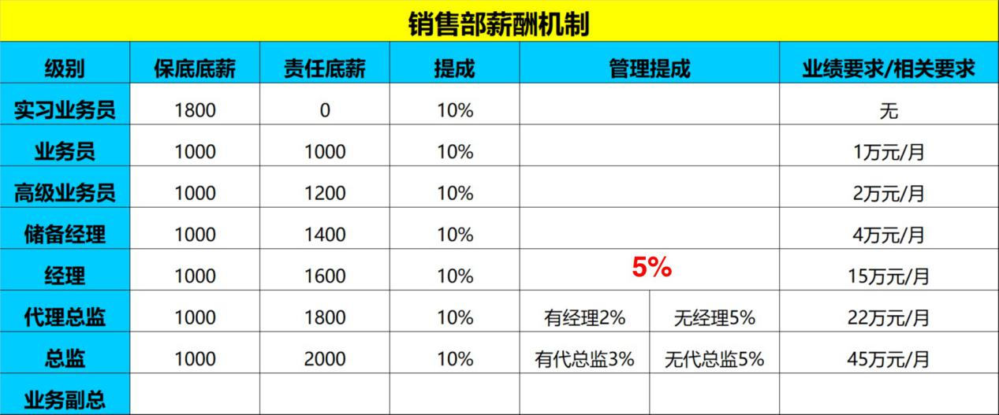 销售部薪酬机制
级别 保底底薪 责任底薪 提成 管理提成 业绩要求/相关要求
实习业务员 1800 0 10% 无
业务员 1000 1000 10% 1万元/月
高级业务员 1000 1200 10% 2万元/月
储备经理 1000 1400 10% 4万元/月
经理 1000 1600 10% 5% 15万元/月
代理总监 1000 1800 10% 有经理2% 无经理5% 22万元/月
总监 1000 2000 10% 有代总监3% 无代总监5% 45万元/月
业务副总